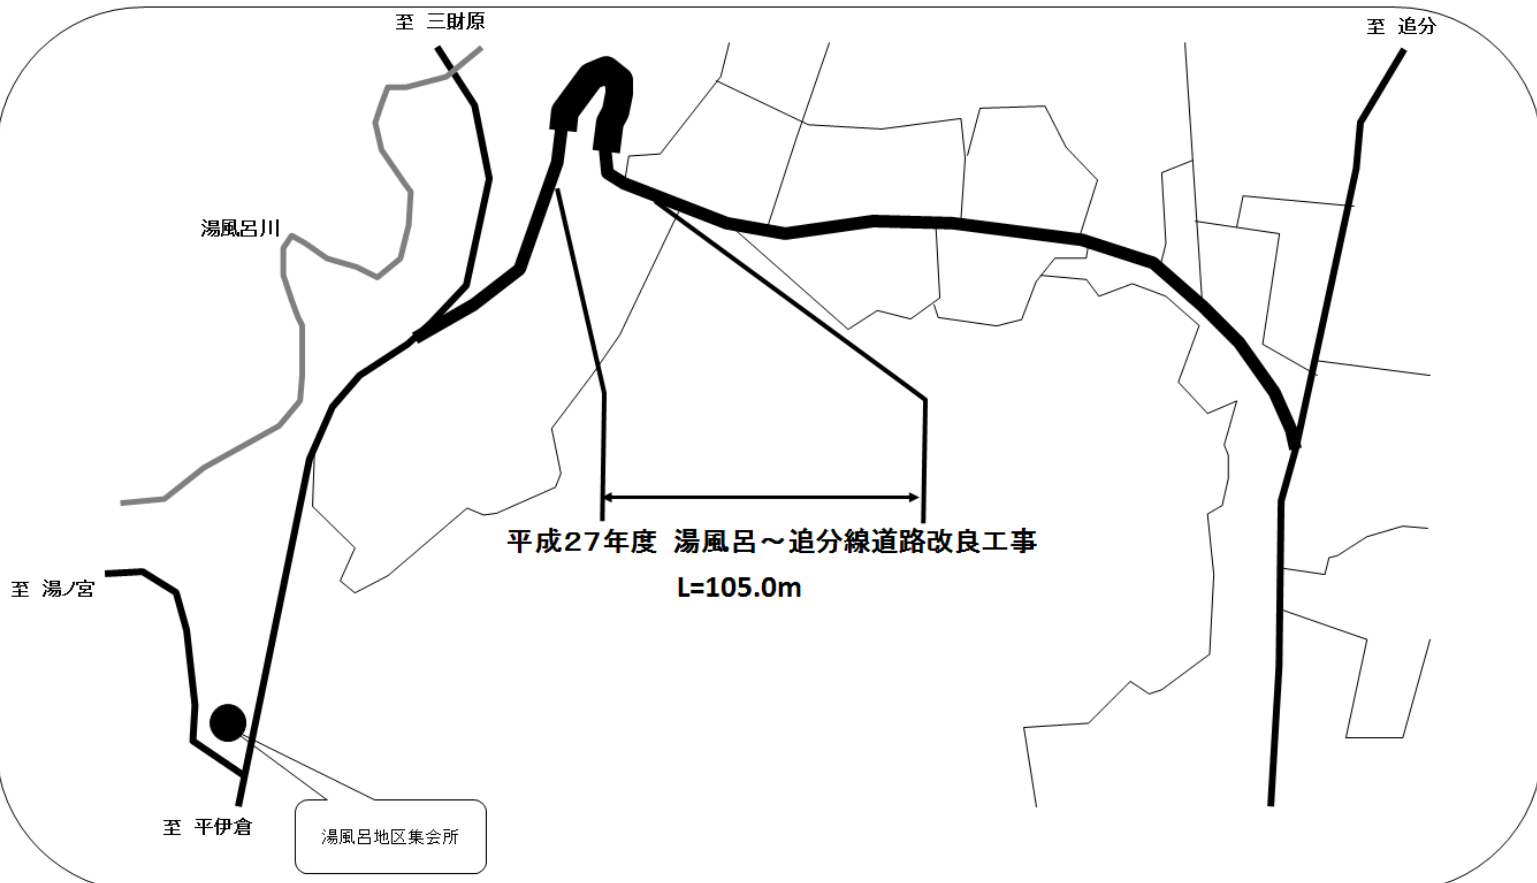 至 三財原
至 追分
湯風呂川
平成27年度 湯風呂～追分線道路改良工事
L=105.0m
至 湯ノ宮
至 平伊倉
湯風呂地区集会所